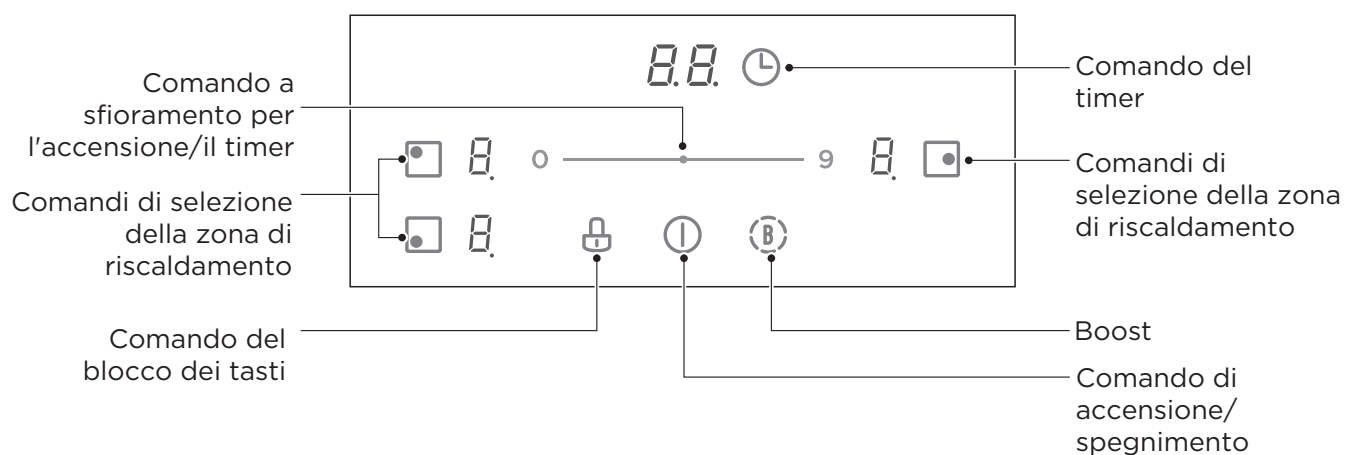 8.8.
Comando a
sfioramento per
l'accensione/il timer
Comandi di selezione
della zona di
riscaldamento
Comando del
blocco dei tasti
8.
0
9
8.
8.
B
Comando del
timer
Comandi di
selezione della zona
di riscaldamento
Boost
Comando di
accensione/
spegnimento